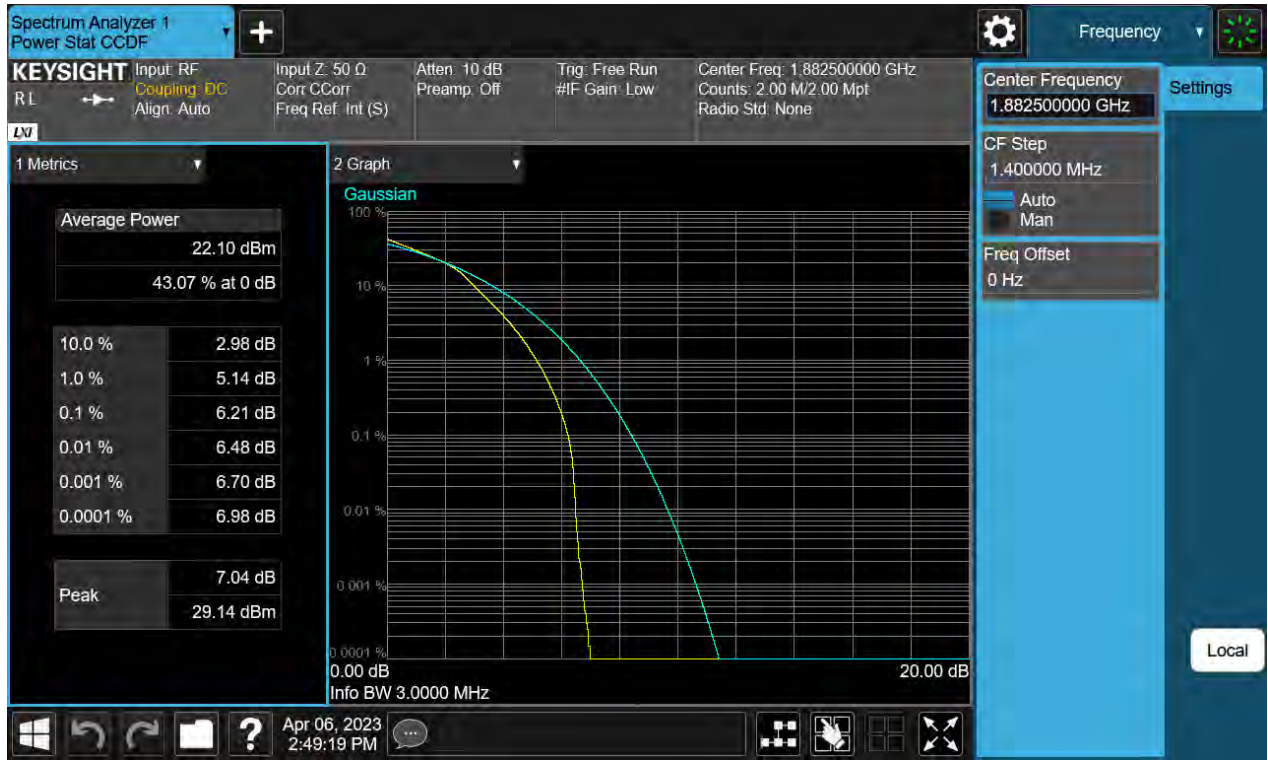 Spectrum Analyzer 1
Power Stat CCDF
+
Frequency
KEYSIGHT
RL
LXI
Input: RF
Coupling: DC
Align: Auto
Input Z: 50 Ω
Corr CCorr
Freq Ref: Int (S)
Atten: 10 dB
Preamp: Off
Trig: Free Run
#IF Gain: Low
Center Freq: 1.882500000 GHz
Counts: 2.00 M/2.00 Mpt
Radio Std: None
Center Frequency
1.882500000 GHz
Settings
CF Step
1.400000 MHz
Auto
Man
Freq Offset
0 Hz
1 Metrics
Average Power
22.10 dBm
43.07 % at 0 dB
10.0 % 2.98 dB
1.0 % 5.14 dB
0.1 % 6.21 dB
0.01 % 6.48 dB
0.001 % 6.70 dB
0.0001 % 6.98 dB
Peak
7.04 dB
29.14 dBm
2 Graph
Gaussian
100 %
10 %
1 %
0.1 %
0.01 %
0.001 %
0.0001 %
0.00 dB 20.00 dB
Info BW 3.0000 MHz
Local
?
Apr 06, 2023
2:49:19 PM